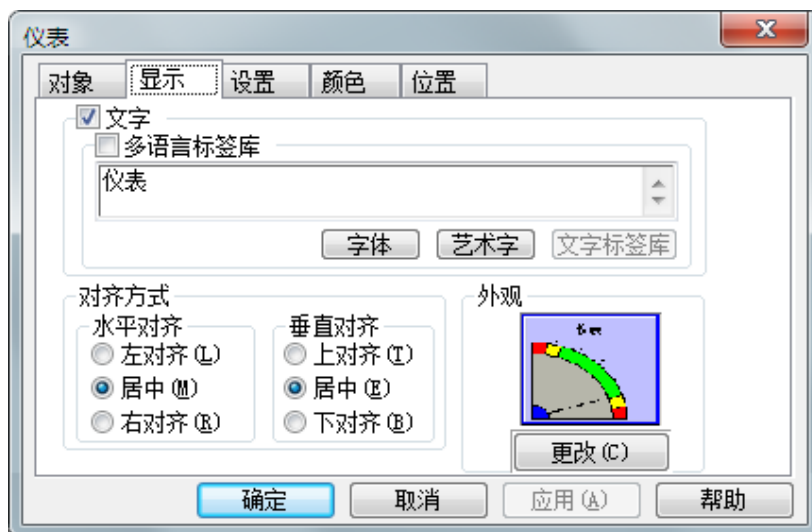 仪表
对象 显示 设置 颜色 位置
文字
多语言标签库
仪表
字体 艺术字 文字标签库
对齐方式 外观
水平对齐 垂直对齐
左对齐(L) 上对齐(T)
居中(M) 居中(E)
右对齐(R) 下对齐(B)
更改(C)
确定 取消 应用(A) 帮助